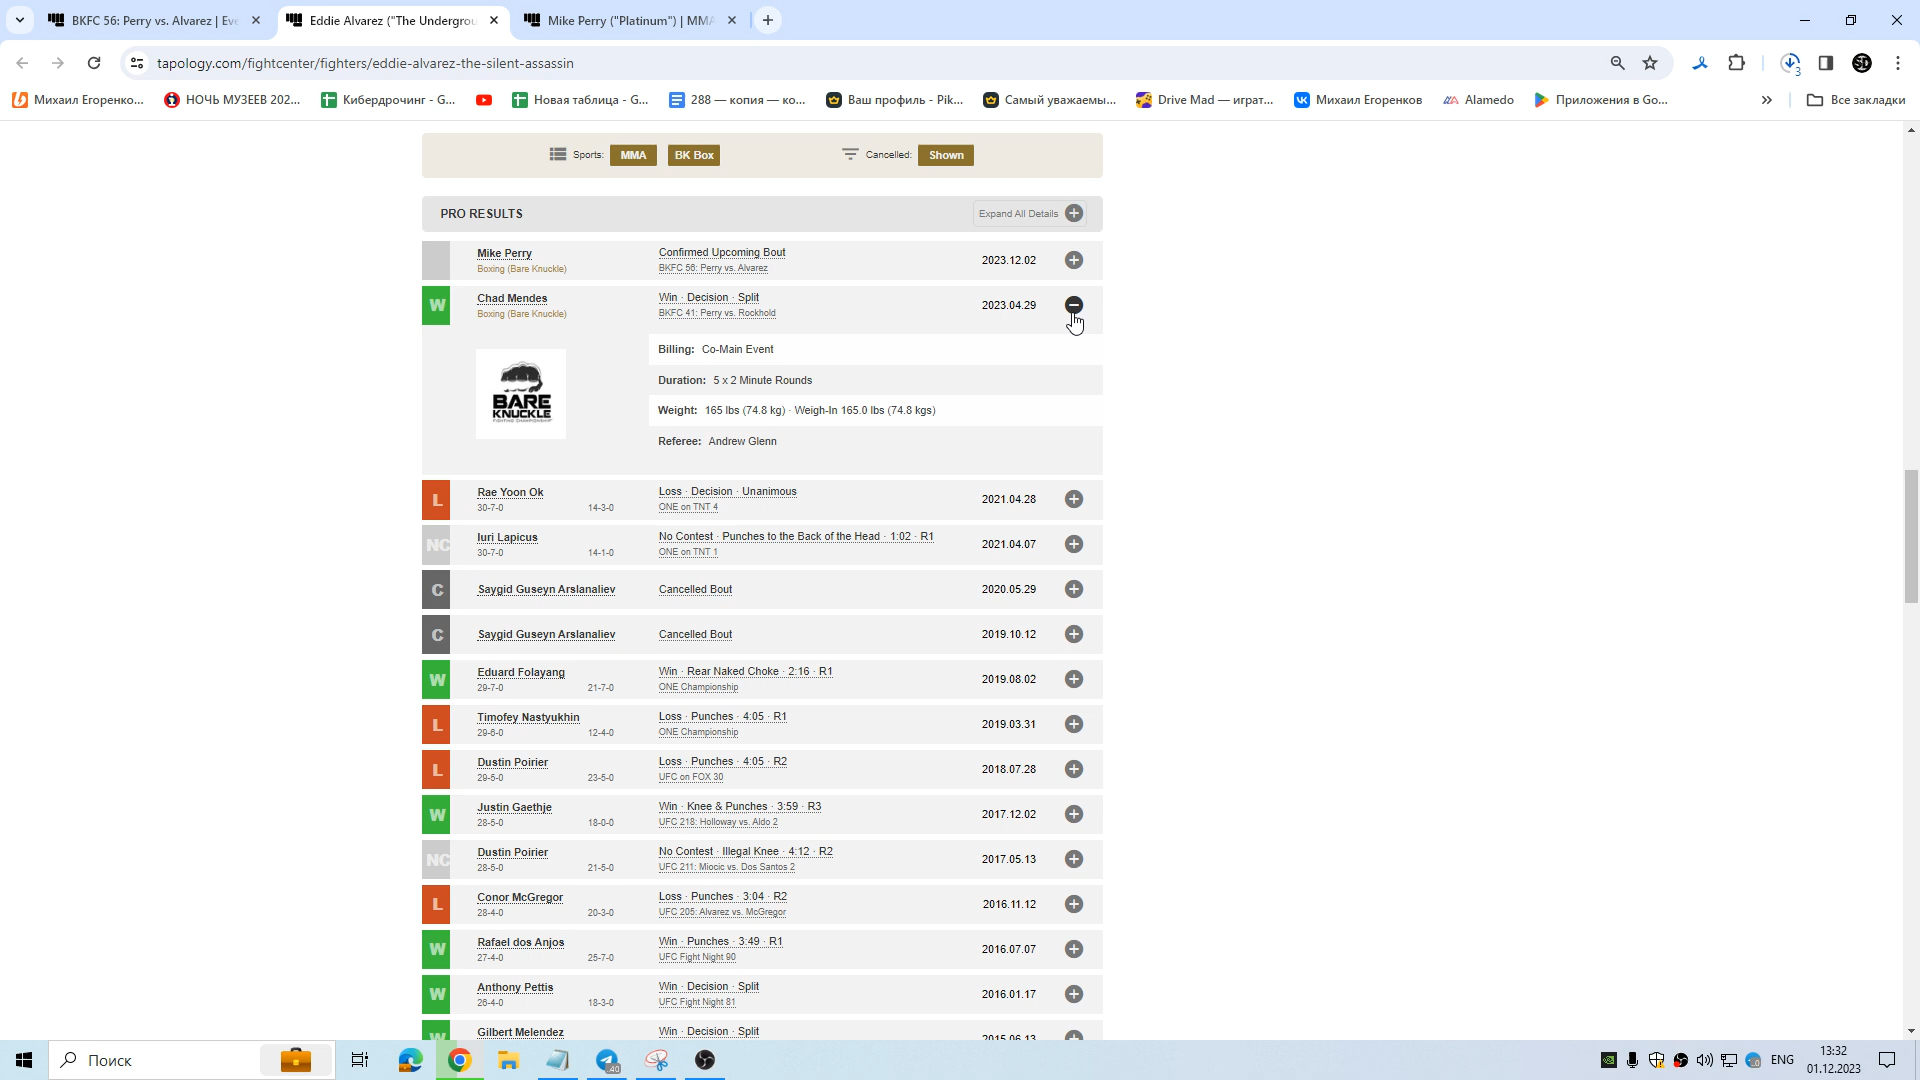 BKFC 56: Perry vs. Alvarez | Eve
Eddie Alvarez ("The Undergrou
Mike Perry ("Platinum") | MMA
tapology.com/fightcenter/fighters/eddie-alvarez-the-silent-assassin
3
SD
Михаил Егоренко...
НОЧЬ МУЗЕЕВ 202...
Кибердрочинг - G...
Новая таблица - G...
288 — копия — ко...
Ваш профиль - Pik...
Самый уважаемы...
Drive Mad — играт...
Михаил Егоренков
Alamedo
Приложения в Go...
»
Все закладки
Sports: MMA BK Box
Cancelled: Shown
PRO RESULTS
Expand All Details
Mike Perry
Boxing (Bare Knuckle)
Confirmed Upcoming Bout
BKFC 56: Perry vs. Alvarez
2023.12.02
W
Chad Mendes
Boxing (Bare Knuckle)
Win · Decision · Split
BKFC 41: Perry vs. Rockhold
2023.04.29
BARE
KNUCKLE
FIGHTING CHAMPIONSHIP
Billing: Co-Main Event
Duration: 5 x 2 Minute Rounds
Weight: 165 lbs (74.8 kg) · Weigh-In 165.0 lbs (74.8 kgs)
Referee: Andrew Glenn
L
Rae Yoon Ok
30-7-0 14-3-0
Loss · Decision · Unanimous
ONE on TNT 4
2021.04.28
NC
Iuri Lapicus
30-7-0 14-1-0
No Contest · Punches to the Back of the Head · 1:02 · R1
ONE on TNT 1
2021.04.07
C
Saygid Guseyn Arslanaliev
Cancelled Bout
2020.05.29
C
Saygid Guseyn Arslanaliev
Cancelled Bout
2019.10.12
W
Eduard Folayang
29-7-0 21-7-0
Win · Rear Naked Choke · 2:16 · R1
ONE Championship
2019.08.02
L
Timofey Nastyukhin
29-6-0 12-4-0
Loss · Punches · 4:05 · R1
ONE Championship
2019.03.31
L
Dustin Poirier
29-5-0 23-5-0
Loss · Punches · 4:05 · R2
UFC on FOX 30
2018.07.28
W
Justin Gaethje
28-5-0 18-0-0
Win · Knee & Punches · 3:59 · R3
UFC 218: Holloway vs. Aldo 2
2017.12.02
NC
Dustin Poirier
28-5-0 21-5-0
No Contest · Illegal Knee · 4:12 · R2
UFC 211: Miocic vs. Dos Santos 2
2017.05.13
L
Conor McGregor
28-4-0 20-3-0
Loss · Punches · 3:04 · R2
UFC 205: Alvarez vs. McGregor
2016.11.12
W
Rafael dos Anjos
27-4-0 25-7-0
Win · Punches · 3:49 · R1
UFC Fight Night 90
2016.07.07
W
Anthony Pettis
26-4-0 18-3-0
Win · Decision · Split
UFC Fight Night 81
2016.01.17
W
Gilbert Melendez
Win · Decision · Split
2015.06.13
Поиск
40
ENG
13:32
01.12.2023